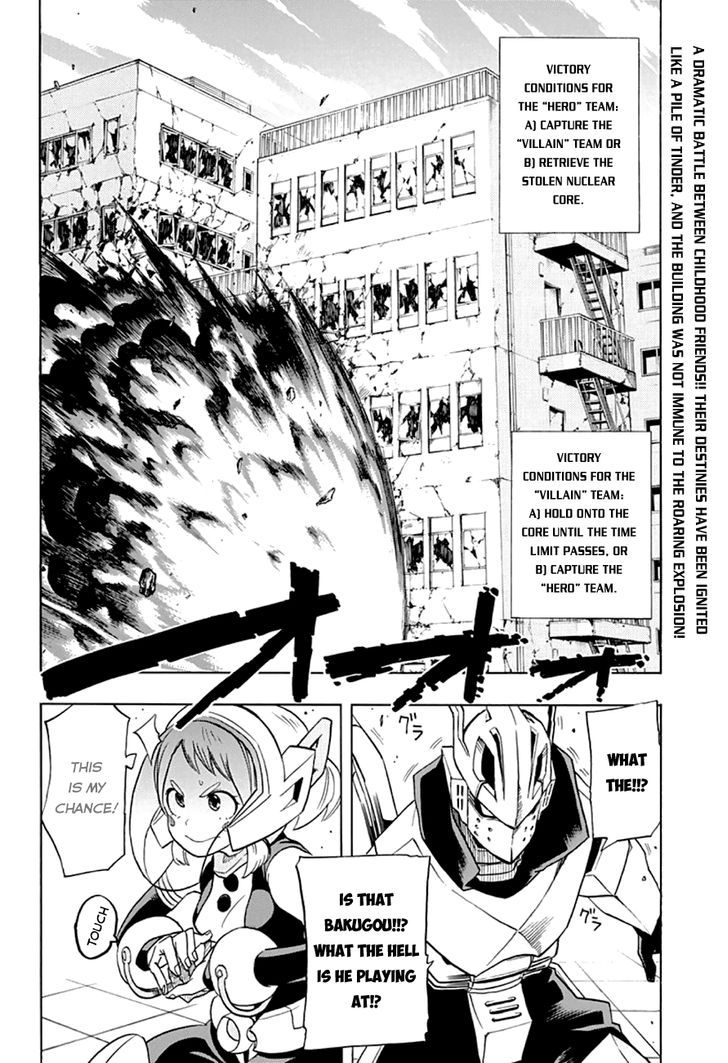 A DRAMATIC BATTLE BETWEEN CHILDHOOD FRIENDS!! THEIR DESTINIES HAVE BEEN IGNITED
LIKE A PILE OF TINDER, AND THE BUILDING WAS NOT IMMUNE TO THE ROARING EXPLOSION!
VICTORY
CONDITIONS FOR
THE "HERO" TEAM:
A) CAPTURE THE
"VILLAIN" TEAM OR
B) RETRIEVE THE
STOLEN NUCLEAR
CORE.
VICTORY
CONDITIONS FOR THE
"VILLAIN" TEAM:
A) HOLD ONTO THE
CORE UNTIL THE TIME
LIMIT PASSES, OR
B) CAPTURE THE
"HERO" TEAM.
グラ
WHAT
THE!!?
グラ
IS THAT
BAKUGOU!!?
WHAT THE HELL
IS HE PLAYING
AT!?
THIS
IS MY
CHANCE!
TOUCH